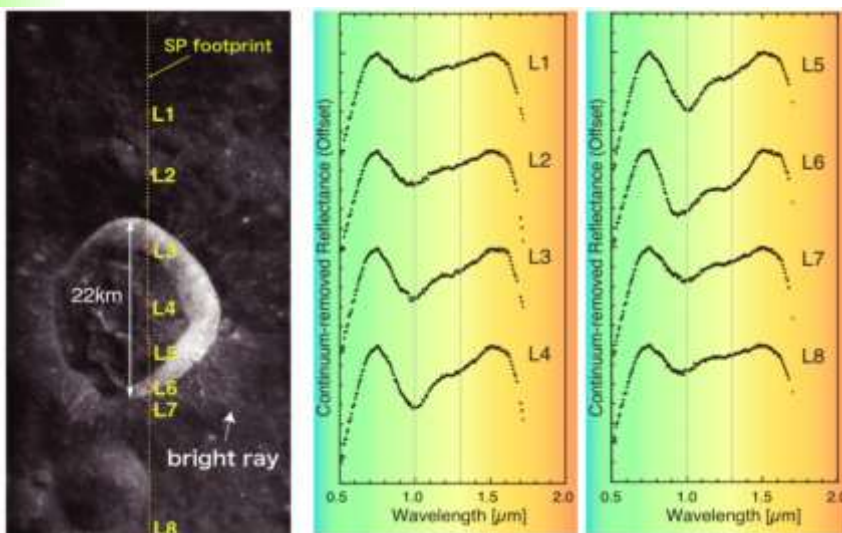 SP footprint
L1
L2
L3
22km
L4
L5
L6
L7
bright ray
L8
Continuum-removed Reflectance (Offset)
L1
L2
L3
L4
0.5 1.0 1.5 2.0
Wavelength [μm]
Continuum-removed Reflectance (Offset)
L5
L6
L7
L8
0.5 1.0 1.5 2.0
Wavelength [μm]